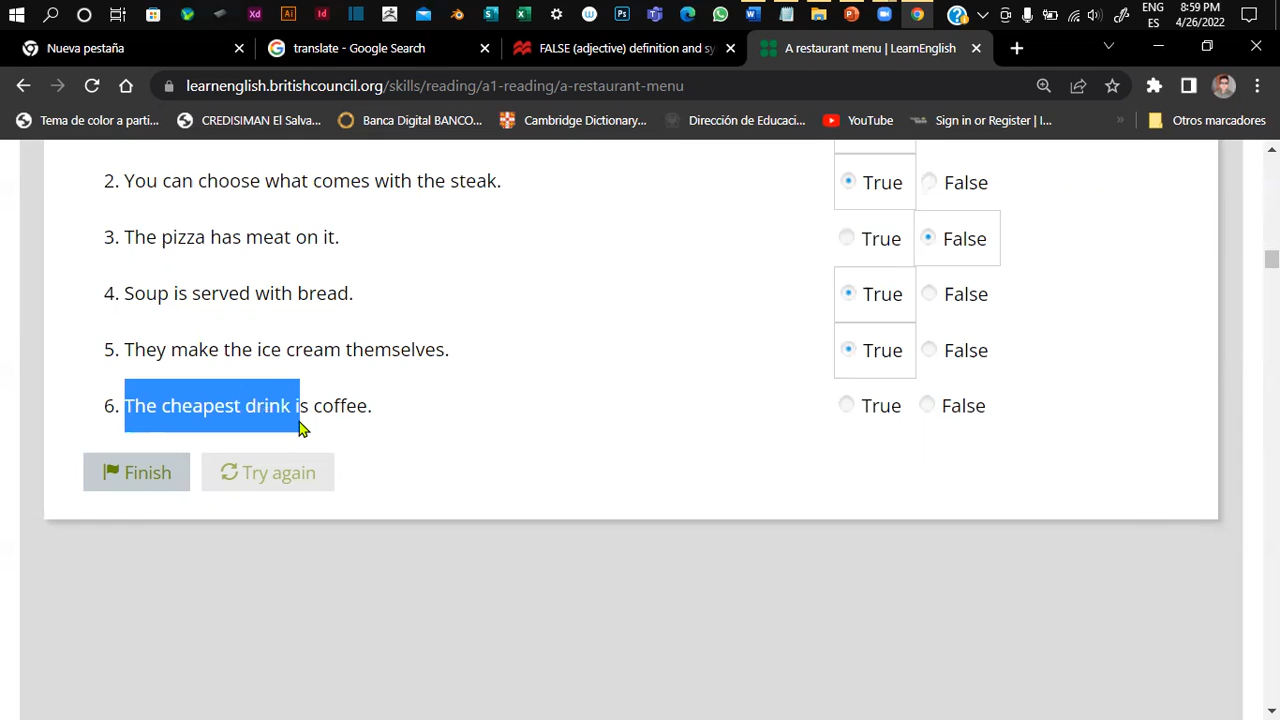 Xd
Ai
Id
S
X
W
Ps
P
ENG
ES
8:59 PM
4/26/2022
Nueva pestaña
translate - Google Search
FALSE (adjective) definition and sy
A restaurant menu | LearnEnglish
learnenglish.britishcouncil.org/skills/reading/a1-reading/a-restaurant-menu
Tema de color a parti...
CREDISIMAN El Salva...
Banca Digital BANCO...
Cambridge Dictionary...
Dirección de Educaci...
YouTube
Sign in or Register | I...
»
Otros marcadores
2. You can choose what comes with the steak. True False
3. The pizza has meat on it. True False
4. Soup is served with bread. True False
5. They make the ice cream themselves. True False
6. The cheapest drink is coffee. True False
Finish
Try again